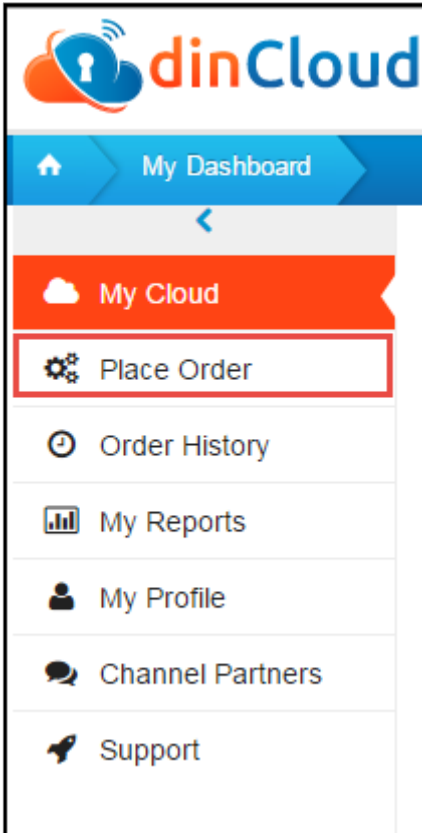 dinCloud
My Dashboard
My Cloud
Place Order
Order History
My Reports
My Profile
Channel Partners
Support